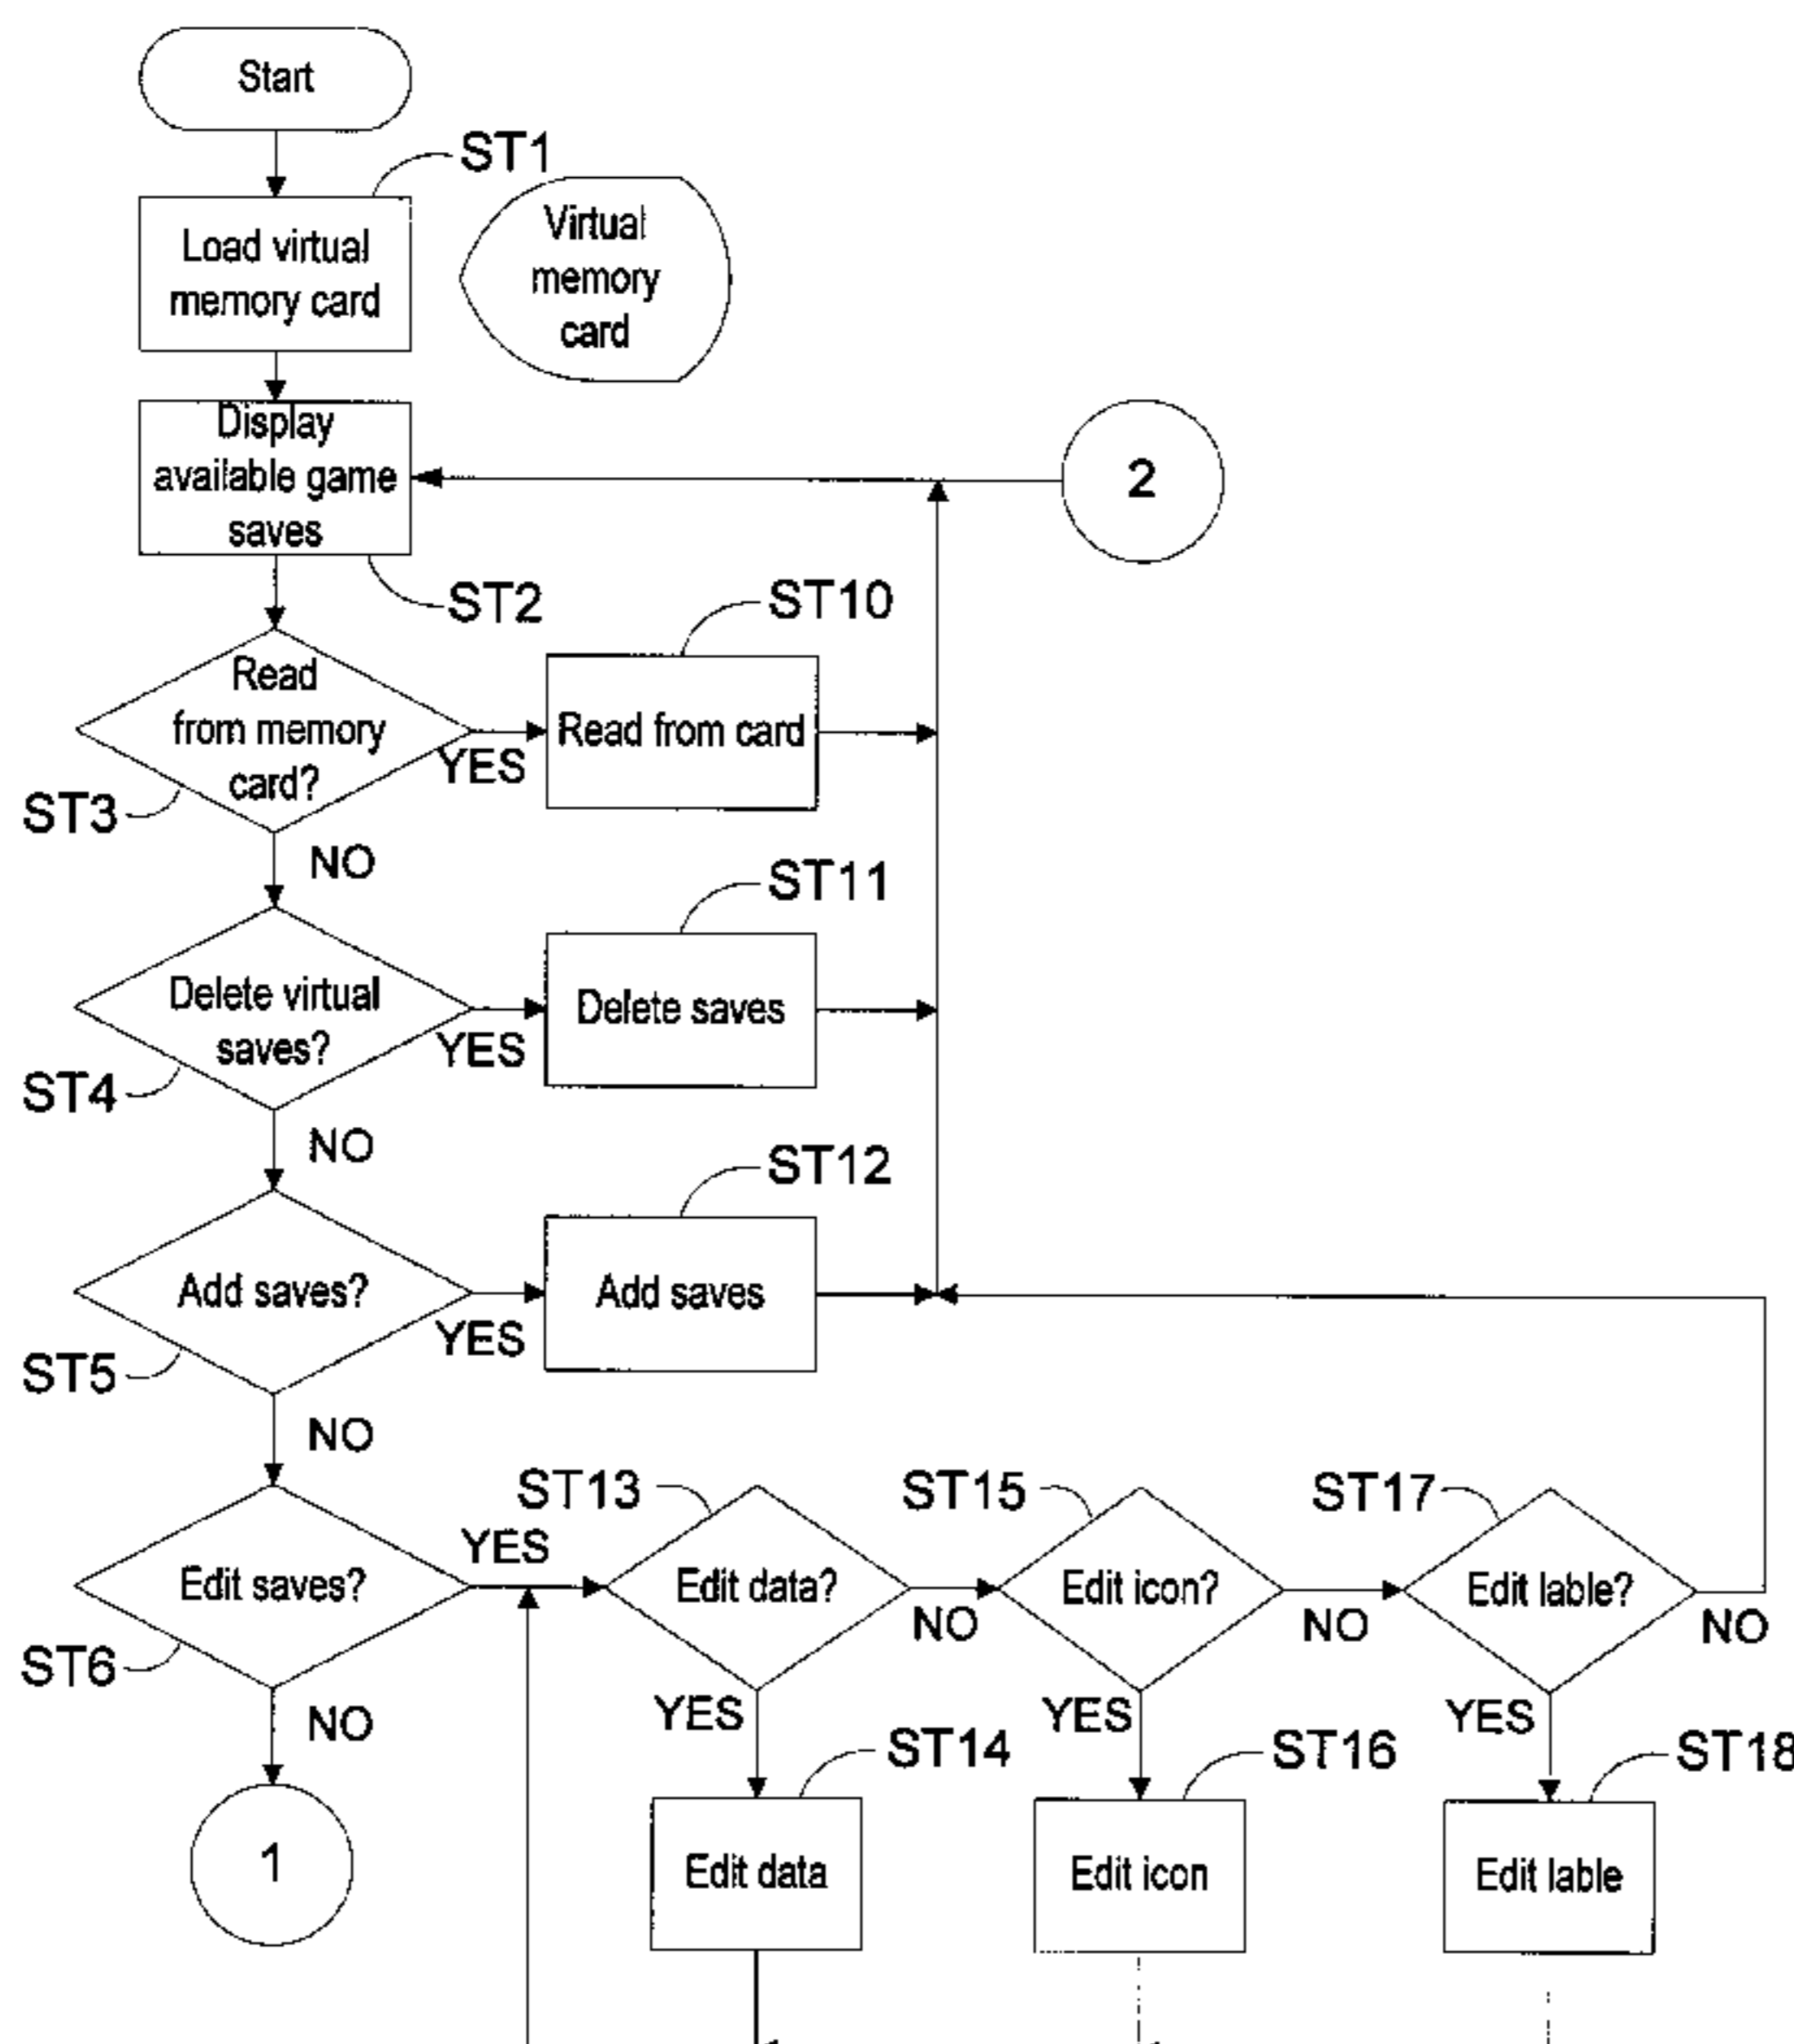 Start
ST1
Load virtual
memory card
Virtual
memory
card
Display
available game
saves
2
ST2
ST10
Read
from memory
card?
YES
Read from card
ST3
NO
ST11
Delete virtual
saves?
YES
Delete saves
ST4
NO
ST12
Add saves?
YES
Add saves
ST5
NO
ST13
ST15
ST17
Edit saves?
YES
Edit data?
NO
Edit icon?
NO
Edit lable?
NO
ST6
NO
YES
YES
YES
ST14
ST16
ST18
1
Edit data
Edit icon
Edit lable